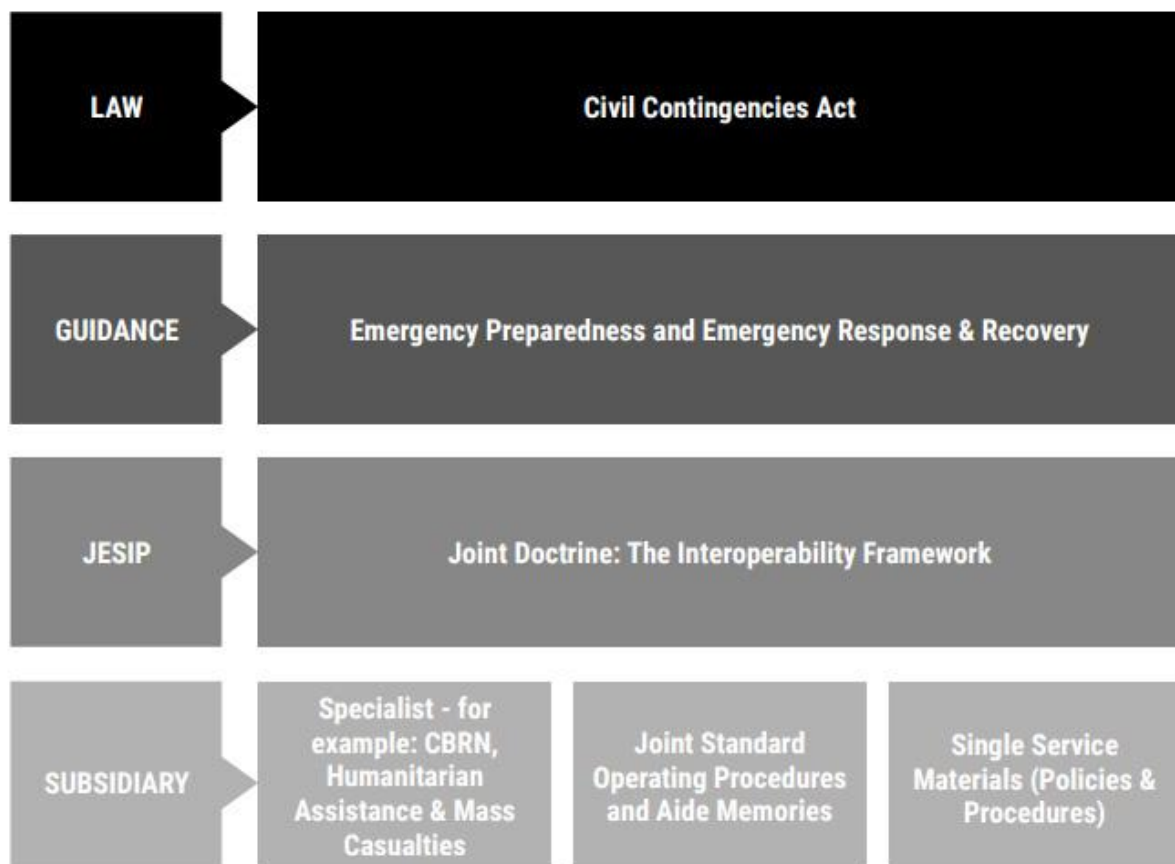 LAW
Civil Contingencies Act
GUIDANCE
Emergency Preparedness and Emergency Response & Recovery
JESIP
Joint Doctrine: The Interoperability Framework
SUBSIDIARY
Specialist - for
example: CBRN,
Humanitarian
Assistance & Mass
Casualties
Joint Standard
Operating Procedures
and Aide Memories
Single Service
Materials (Policies &
Procedures)